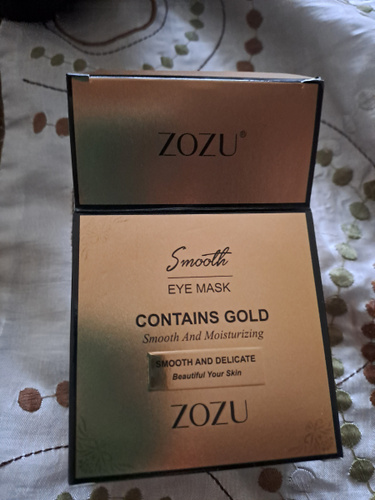 ZOZU®
Smooth
EYE MASK
CONTAINS GOLD
Smooth And Moisturizing
SMOOTH AND DELICATE
Beautiful Your Skin
ZOZU